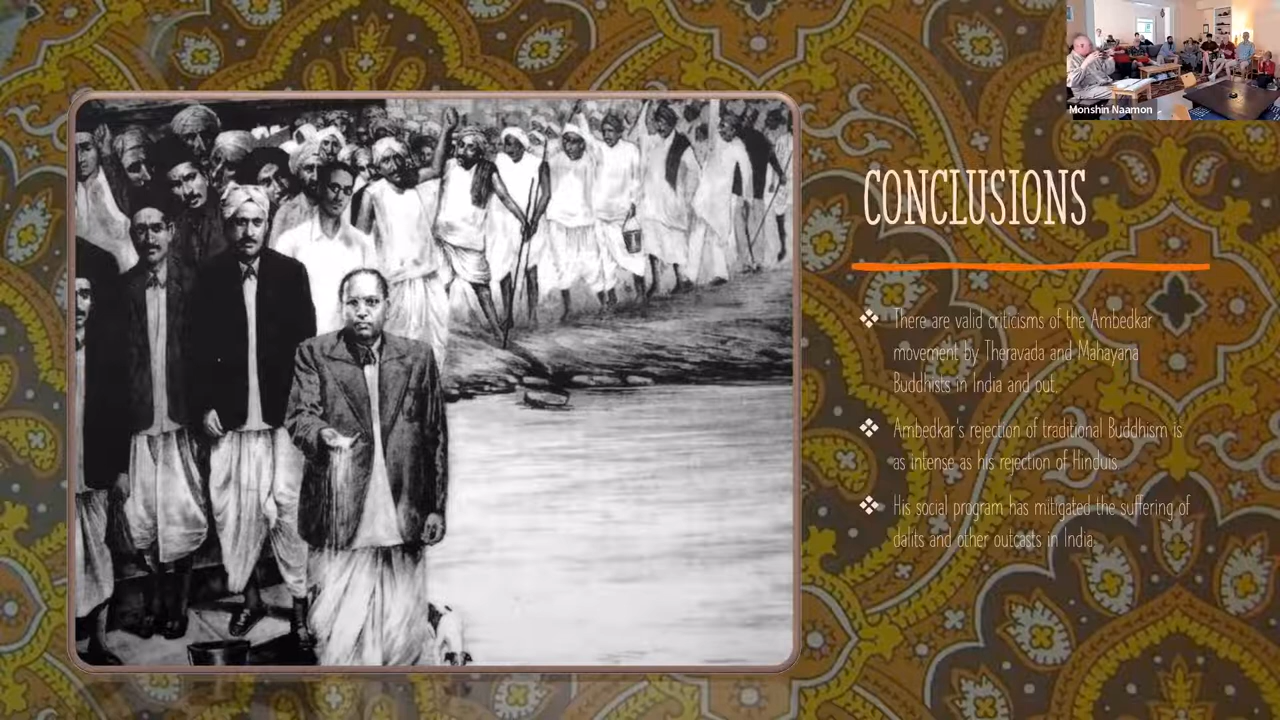 Monshin Naamon
CONCLUSIONS
❖ There are valid criticisms of the Ambedkar
movement by Theravada and Mahayana
Buddhists in India and out.
❖ Ambedkar's rejection of traditional Buddhism is
as intense as his rejection of Hinduis
❖ His social program has mitigated the suffering of
dalits and other outcasts in India.